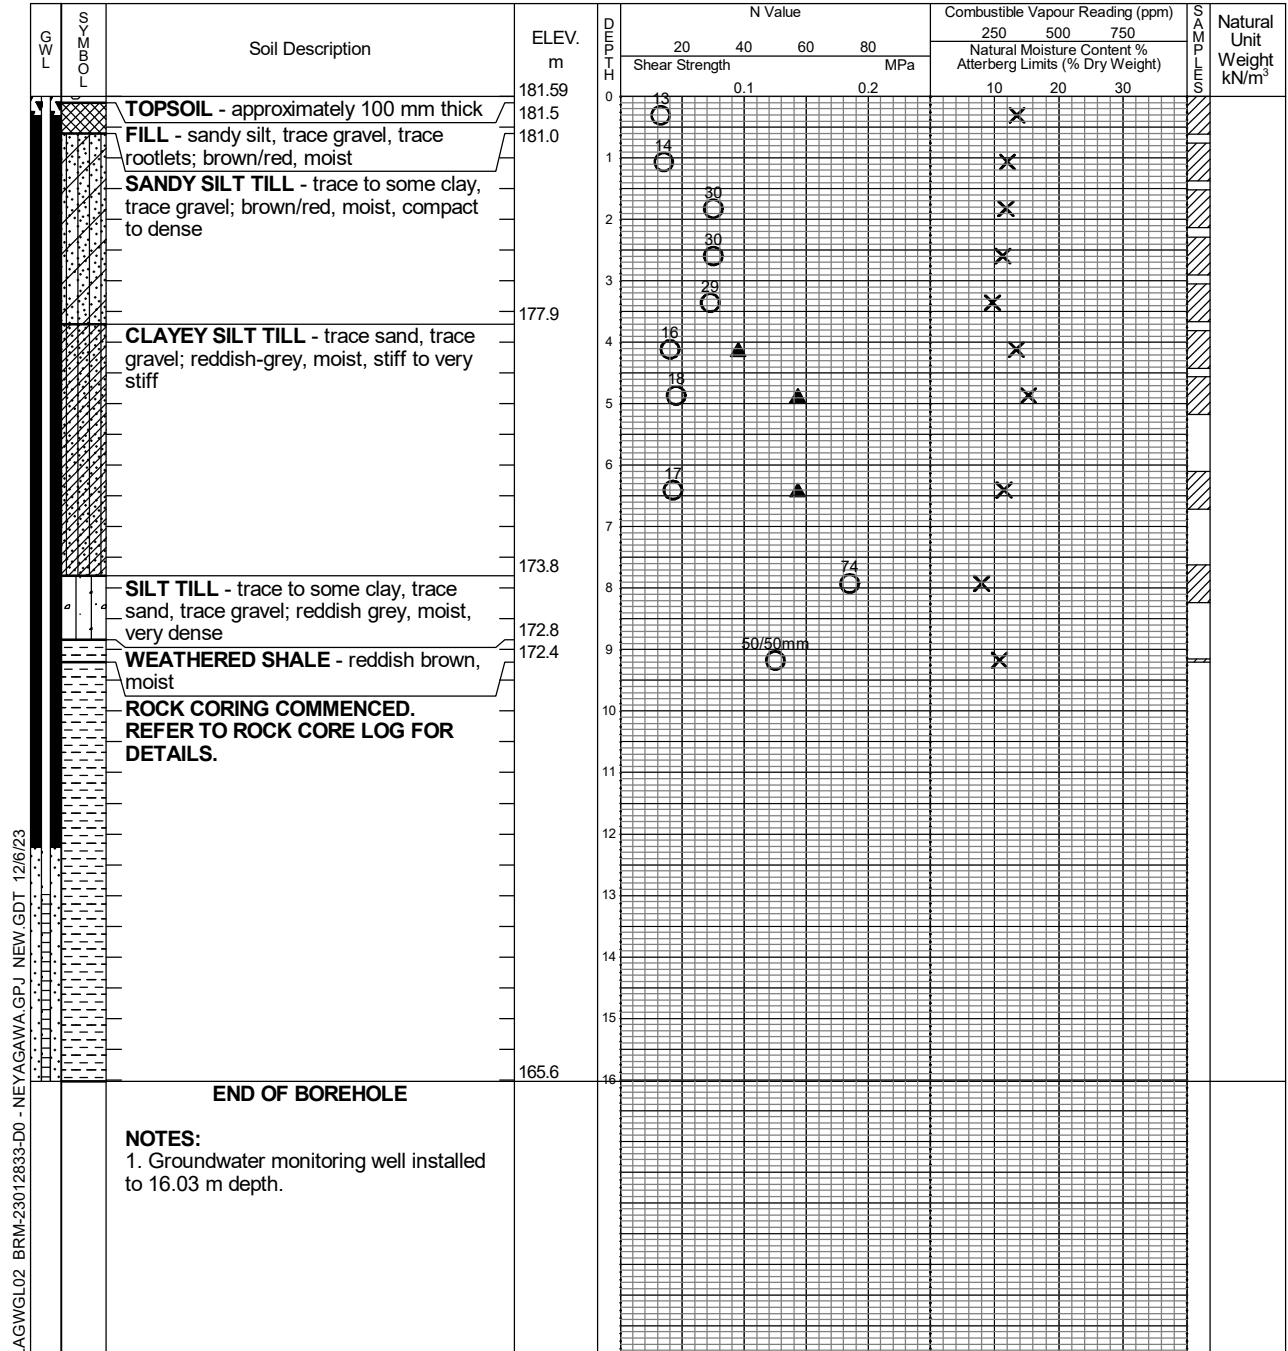 GWL
SYMBOL
Soil Description
ELEV.
m
DEPTH
N Value
20 40 60 80
Shear Strength MPa
0.1 0.2
Combustible Vapour Reading (ppm)
250 500 750
Natural Moisture Content %
Atterberg Limits (% Dry Weight)
10 20 30
SAMPLES
Natural
Unit
Weight
kN/m³
181.59
0
TOPSOIL - approximately 100 mm thick
181.5
13
FILL - sandy silt, trace gravel, trace
rootlets; brown/red, moist
181.0
14
1
SANDY SILT TILL - trace to some clay,
trace gravel; brown/red, moist, compact
to dense
30
2
30
3
29
177.9
CLAYEY SILT TILL - trace sand, trace
gravel; reddish-grey, moist, stiff to very
stiff
16
4
18
5
6
17
7
173.8
74
8
SILT TILL - trace to some clay, trace
sand, trace gravel; reddish grey, moist,
very dense
172.8
50/50mm
9
172.4
WEATHERED SHALE - reddish brown,
moist
ROCK CORING COMMENCED.
REFER TO ROCK CORE LOG FOR
DETAILS.
10
11
12
13
14
15
165.6
16
END OF BOREHOLE
NOTES:
1. Groundwater monitoring well installed
to 16.03 m depth.
AGWGL02 BRM-23012833-D0 - NEYAGAWA.GPJ NEW.GDT 12/6/23